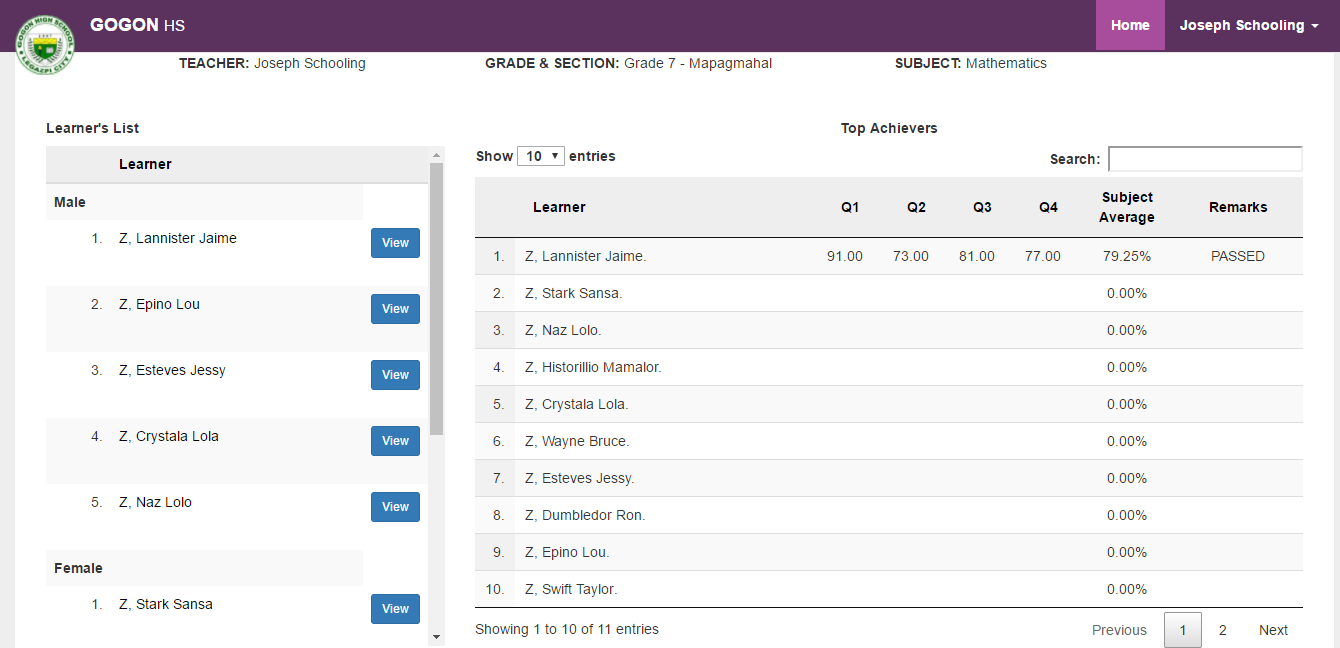 GOGON HIGH SCHOOL
LEGAZPI CITY
GOGON HS
Home
Joseph Schooling
TEACHER: Joseph Schooling
GRADE & SECTION: Grade 7 - Mapagmahal
SUBJECT: Mathematics
Learner's List
Learner
Male
1. Z, Lannister Jaime View
2. Z, Epino Lou View
3. Z, Esteves Jessy View
4. Z, Crystala Lola View
5. Z, Naz Lolo View
Female
1. Z, Stark Sansa View
Top Achievers
Show 10 entries
Search:
Learner Q1 Q2 Q3 Q4 Subject Average Remarks
1. Z, Lannister Jaime. 91.00 73.00 81.00 77.00 79.25% PASSED
2. Z, Stark Sansa. 0.00%
3. Z, Naz Lolo. 0.00%
4. Z, Historillio Mamalor. 0.00%
5. Z, Crystala Lola. 0.00%
6. Z, Wayne Bruce. 0.00%
7. Z, Esteves Jessy. 0.00%
8. Z, Dumbledor Ron. 0.00%
9. Z, Epino Lou. 0.00%
10. Z, Swift Taylor. 0.00%
Showing 1 to 10 of 11 entries
Previous 1 2 Next